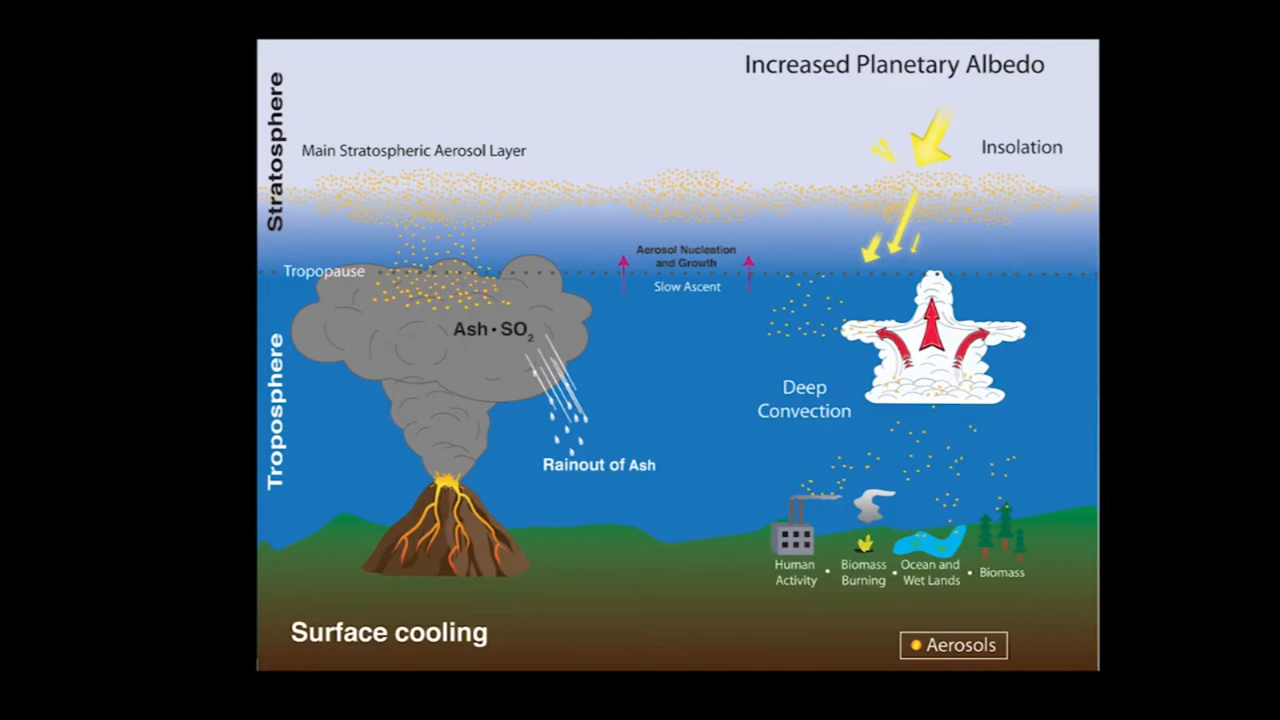 Increased Planetary Albedo
Stratosphere
Main Stratospheric Aerosol Layer
Insolation
Aerosol Nucleation
and Growth
Tropopause
Slow Ascent
Ash • SO₂
Troposphere
Deep
Convection
Rainout of Ash
Human
Activity
•
Biomass
Burning
•
Ocean and
Wet Lands
•
Biomass
Surface cooling
Aerosols